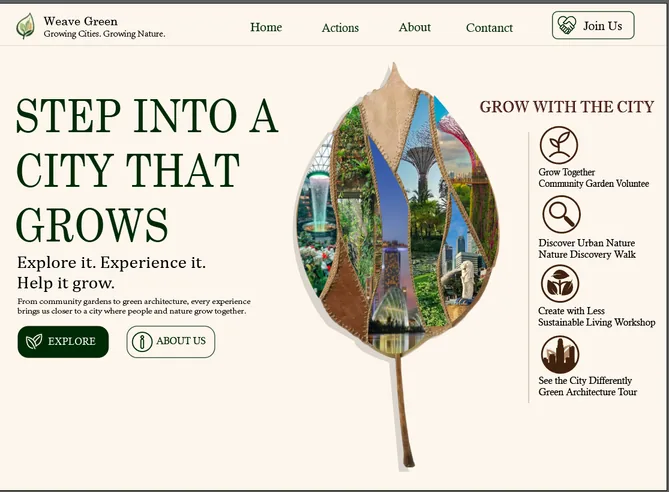 Weave Green
Growing Cities. Growing Nature.
Home
Actions
About
Contanct
Join Us
STEP INTO A
CITY THAT
GROWS
Explore it. Experience it.
Help it grow.
From community gardens to green architecture, every experience
brings us closer to a city where people and nature grow together.
EXPLORE
ABOUT US
GROW WITH THE CITY
Grow Together
Community Garden Voluntee
Discover Urban Nature
Nature Discovery Walk
Create with Less
Sustainable Living Workshop
See the City Differently
Green Architecture Tour